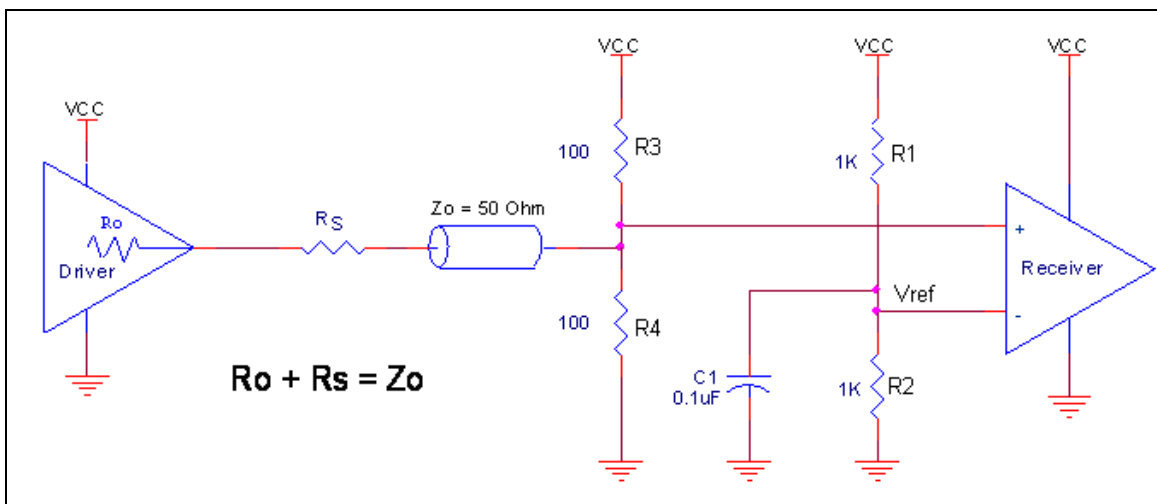 VCC
VCC
VCC
VCC
R3
100
R1
1K
Ro
RS
Zo = 50 Ohm
+
Driver
Receiver
Vref
-
100
R4
Ro + Rs = Zo
C1
0.1uF
1K
R2